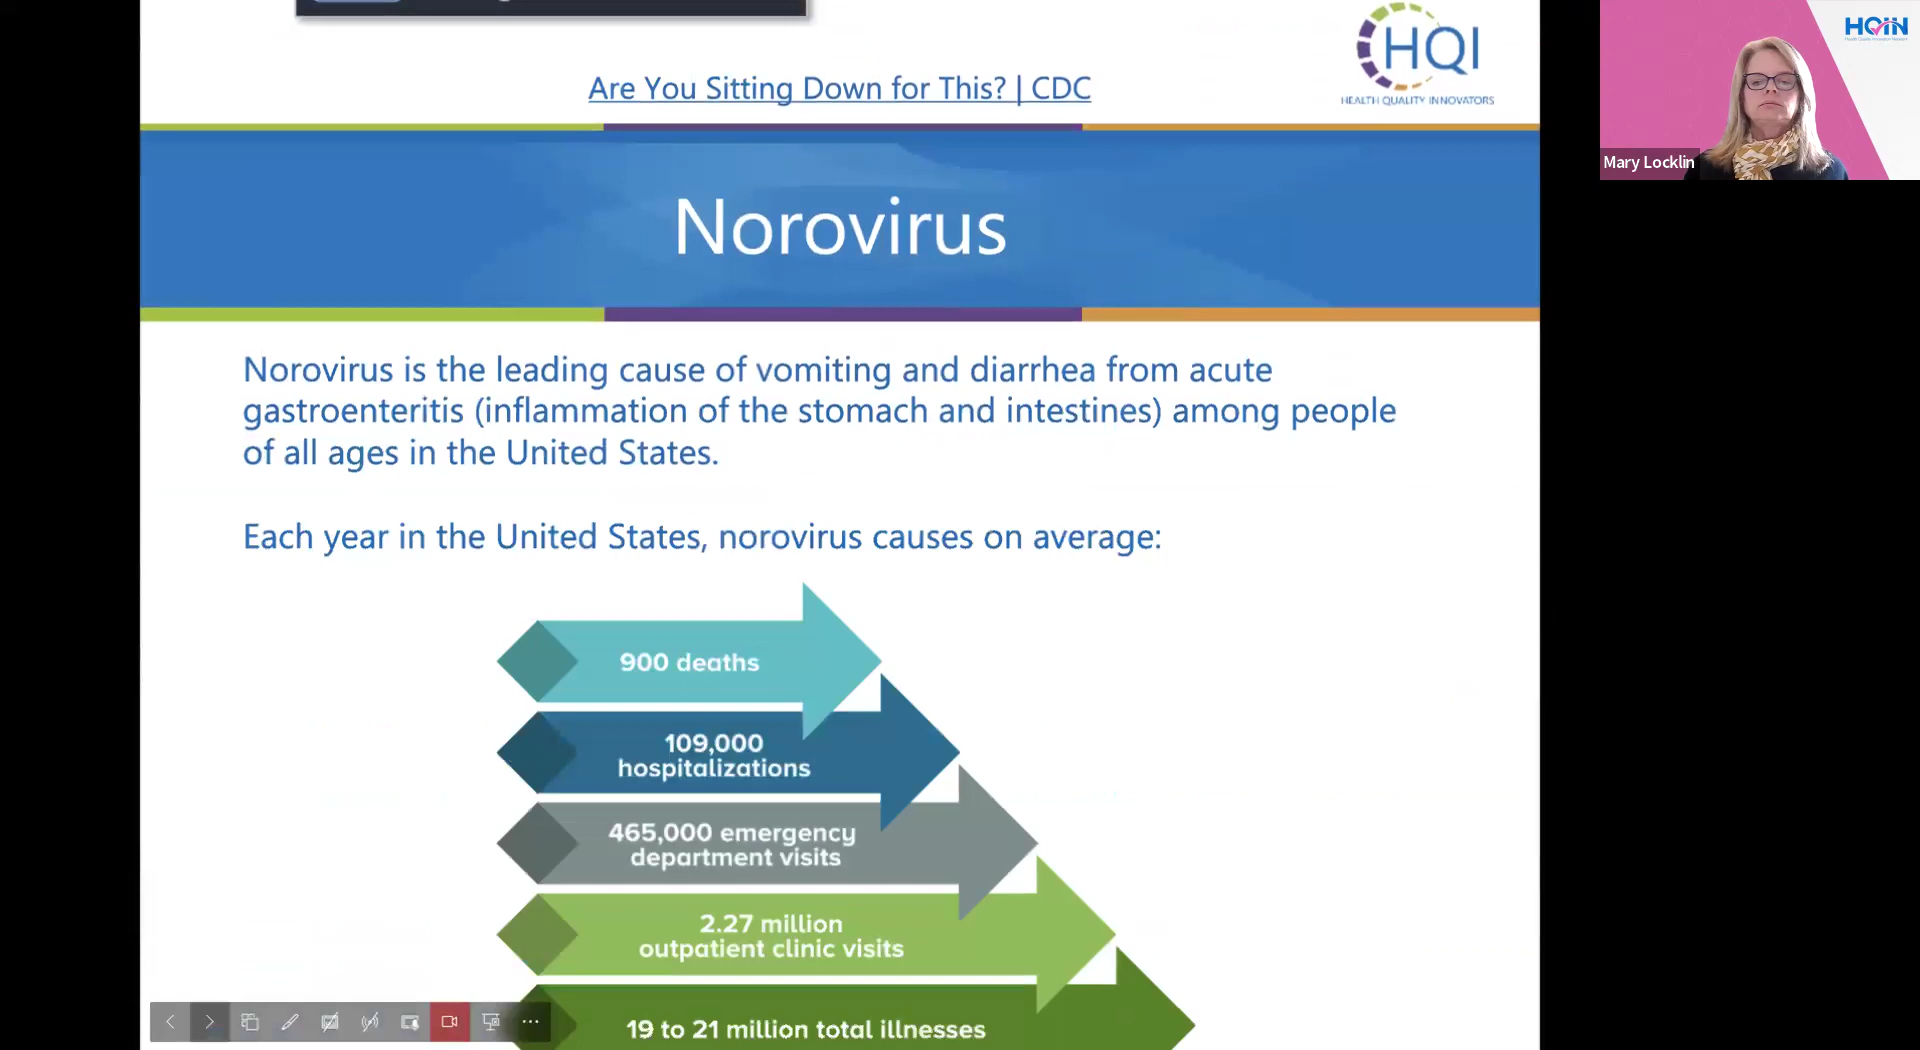 Are You Sitting Down for This? | CDC
HQI
HEALTH QUALITY INNOVATORS
HQIN
Mary Locklin
Norovirus
Norovirus is the leading cause of vomiting and diarrhea from acute
gastroenteritis (inflammation of the stomach and intestines) among people
of all ages in the United States.
Each year in the United States, norovirus causes on average:
900 deaths
109,000
hospitalizations
465,000 emergency
department visits
2.27 million
outpatient clinic visits
19 to 21 million total illnesses